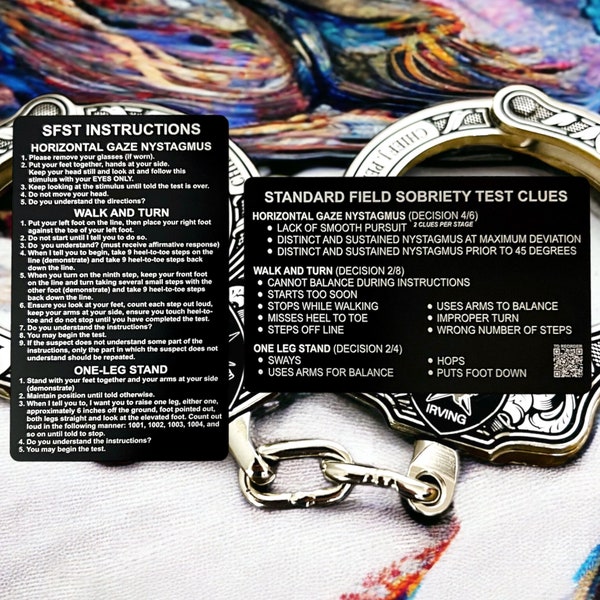 SFST INSTRUCTIONS
HORIZONTAL GAZE NYSTAGMUS
1. Please remove your glasses (if worn).
2. Put your feet together, hands at your side.
Keep your head still and look at and follow this
stimulus with your EYES ONLY.
3. Keep looking at the stimulus until told the test is over.
4. Do not move your head.
5. Do you understand the directions?
WALK AND TURN
1. Put your left foot on the line, then place your right foot
against the toe of your left foot.
2. Do not start until I tell you to do so.
3. Do you understand? (must receive affirmative response)
4. When I tell you to begin, take 9 heel-to-toe steps on the
line (demonstrate) and take 9 heel-to-toe steps back
down the line.
5. When you turn on the ninth step, keep your front foot
on the line and turn taking several small steps with the
other foot (demonstrate) and take 9 heel-to-toe steps
back down the line.
6. Ensure you look at your feet, count each step out loud,
keep your arms at your side, ensure you touch heel-to-
toe and do not stop until you have completed the test.
7. Do you understand the instructions?
8. You may begin the test.
9. If the suspect does not understand some part of the
instructions, only the part in which the suspect does not
understand should be repeated.
ONE-LEG STAND
1. Stand with your feet together and your arms at your side
(demonstrate)
2. Maintain position until told otherwise.
3. When I tell you to, I want you to raise one leg, either one,
approximately 6 inches off the ground, foot pointed out,
both legs straight and look at the elevated foot. Count out
loud in the following manner: 1001, 1002, 1003, 1004, and
so on until told to stop.
4. Do you understand the instructions?
5. You may begin the test.
STANDARD FIELD SOBRIETY TEST CLUES
HORIZONTAL GAZE NYSTAGMUS (DECISION 4/6)
• LACK OF SMOOTH PURSUIT 2 CLUES PER STAGE
• DISTINCT AND SUSTAINED NYSTAGMUS AT MAXIMUM DEVIATION
• DISTINCT AND SUSTAINED NYSTAGMUS PRIOR TO 45 DEGREES
WALK AND TURN (DECISION 2/8)
• CANNOT BALANCE DURING INSTRUCTIONS
• STARTS TOO SOON
• STOPS WHILE WALKING
• MISSES HEEL TO TOE
• STEPS OFF LINE
• USES ARMS TO BALANCE
• IMPROPER TURN
• WRONG NUMBER OF STEPS
ONE LEG STAND (DECISION 2/4)
• SWAYS
• USES ARMS FOR BALANCE
• HOPS
• PUTS FOOT DOWN
IRVING